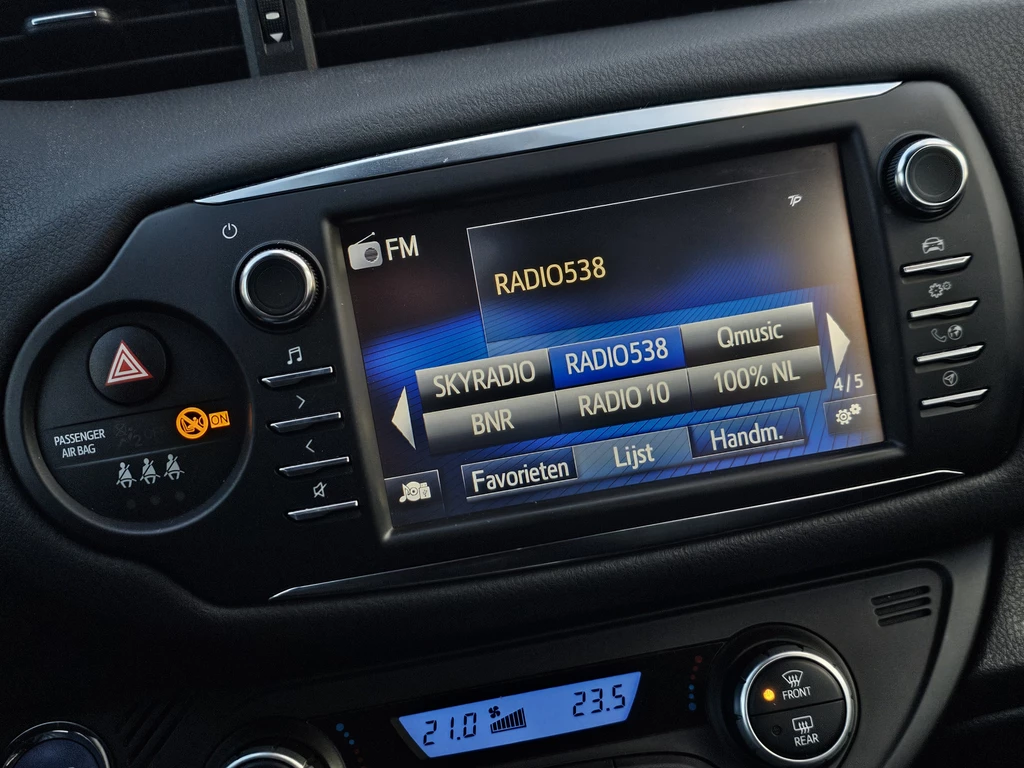 FM
TP
RADIO538
SKYRADIO RADIO538 Qmusic
BNR RADIO 10 100% NL
4/5
Favorieten Lijst Handm.
PASSENGER
AIR BAG
ON
21.0 23.5
FRONT
REAR